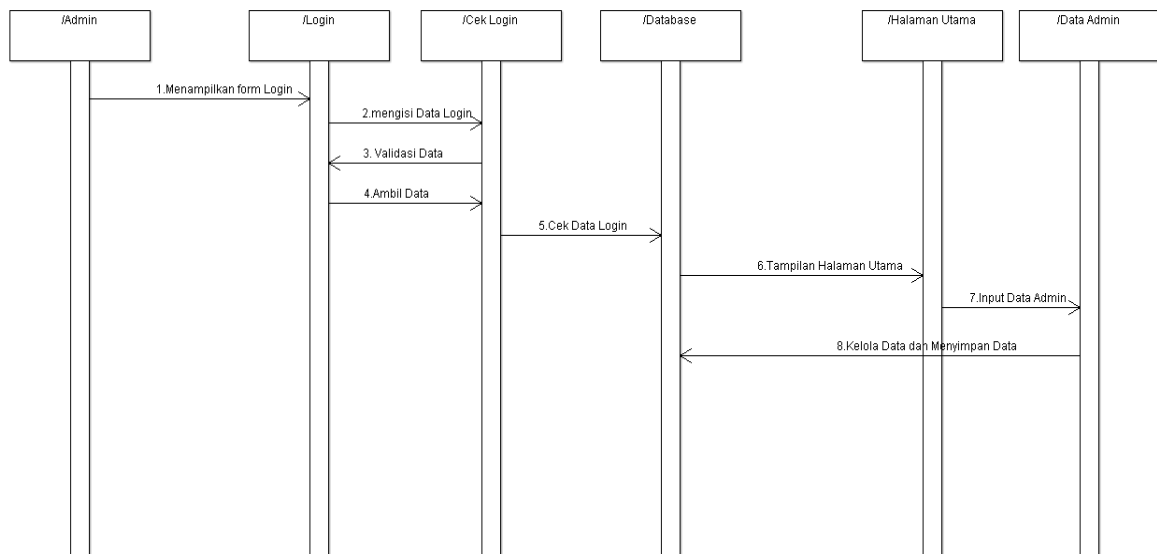 /Admin
/Login
/Cek Login
/Database
/Halaman Utama
/Data Admin
1.Menampilkan form Login
2.mengisi Data Login
3. Validasi Data
4.Ambil Data
5.Cek Data Login
6.Tampilan Halaman Utama
7.Input Data Admin
8.Kelola Data dan Menyimpan Data